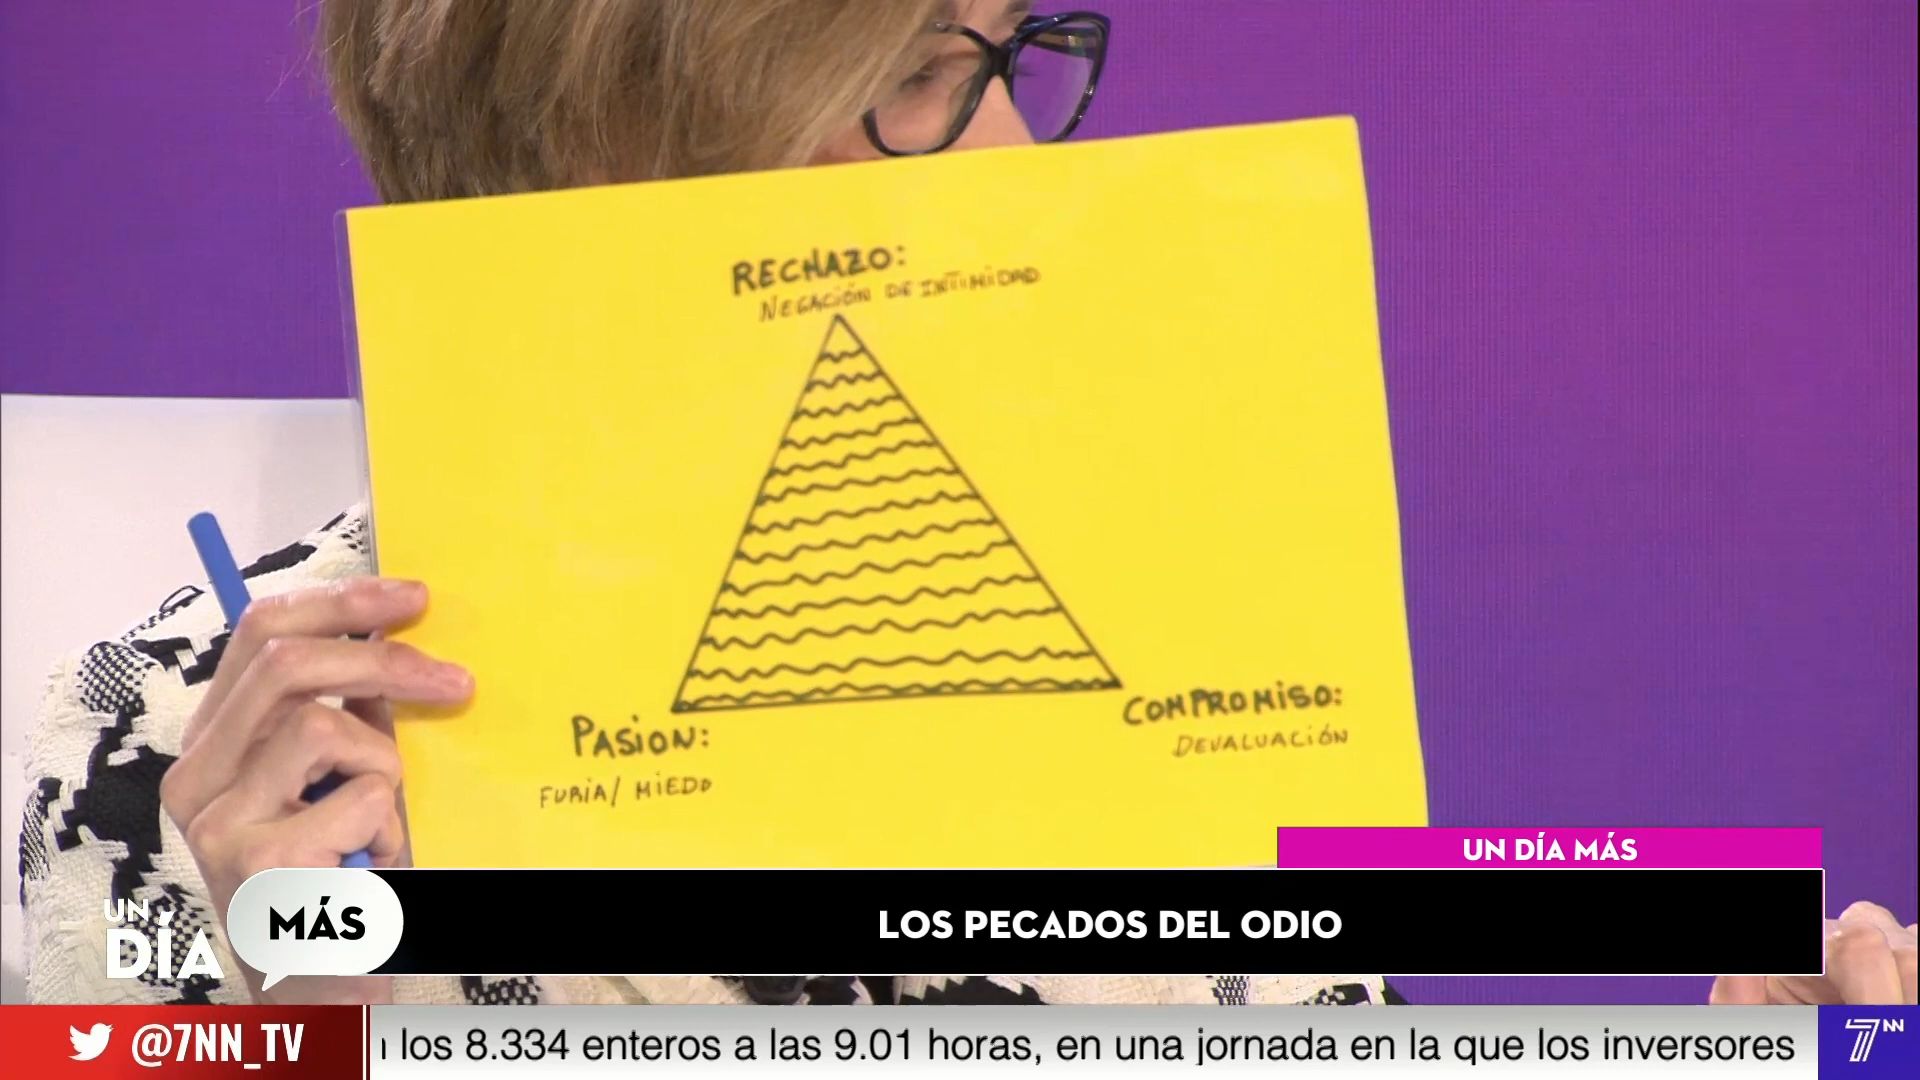 RECHAZO:
NEGACIÓN DE INTIMIDAD
PASION:
FURIA/ MIEDO
COMPROMISO:
DEVALUACIÓN
UN DÍA MÁS
UN
DÍA
MÁS
LOS PECADOS DEL ODIO
@7NN_TV
los 8.334 enteros a las 9.01 horas, en una jornada en la que los inversores
7NN